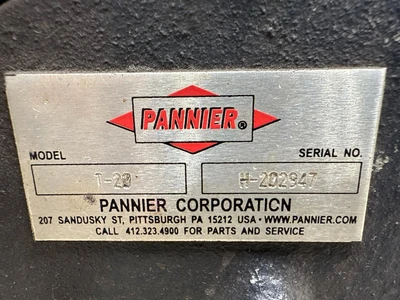 PANNIER®
MODEL SERIAL NO.
T-20 H-202947
PANNIER CORPORATION
207 SANDUSKY ST, PITTSBURGH PA 15212 USA • WWW.PANNIER.COM
CALL 412.323.4900 FOR PARTS AND SERVICE